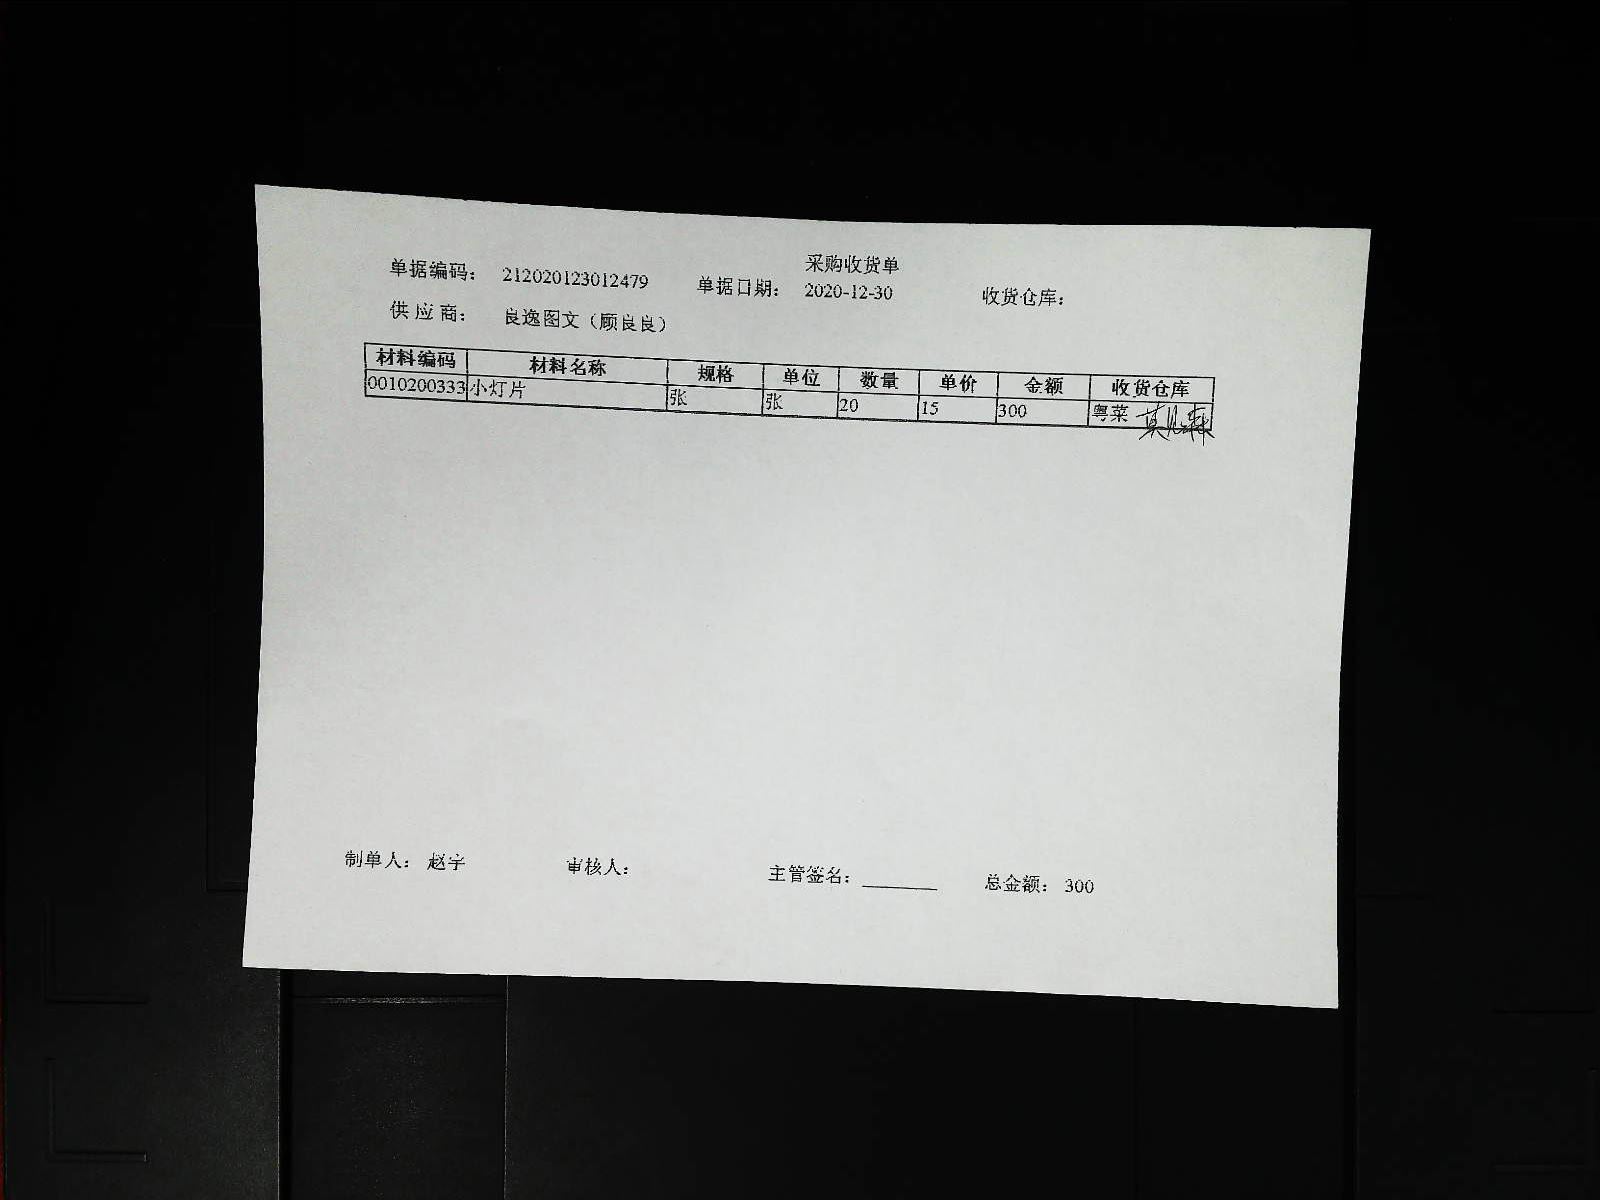 采购收货单
单据编码： 212020123012479 单据日期： 2020-12-30 收货仓库：
供应商： 良逸图文（顾良良）
材料编码 材料名称 规格 单位 数量 单价 金额 收货仓库
0010200333 小灯片 张 张 20 15 300 粤菜
制单人： 赵宇 审核人： 主管签名： ________ 总金额： 300